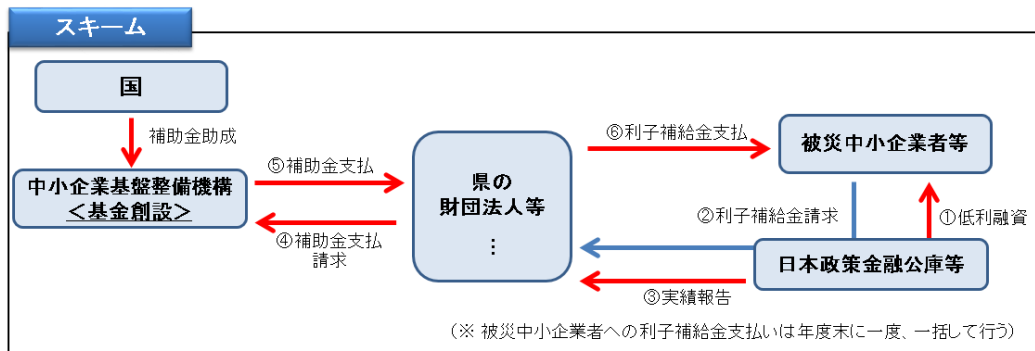 スキーム
国
補助金助成
中小企業基盤整備機構
<基金創設>
⑤補助金支払
④補助金支払
請求
県の
財団法人等
…
⑥利子補給金支払
被災中小企業者等
②利子補給金請求
①低利融資
日本政策金融公庫等
③実績報告
(※ 被災中小企業者への利子補給金支払いは年度末に一度、一括して行う)